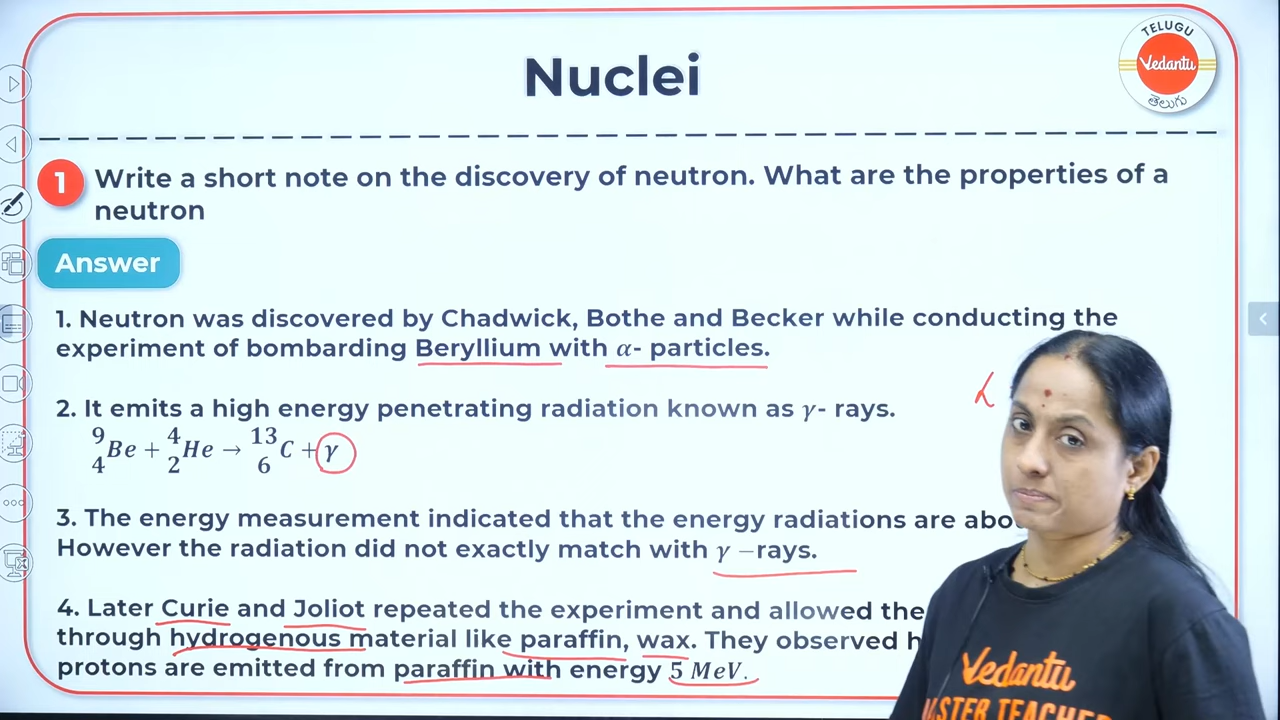 Nuclei
TELUGU
Vedantu
తెలుగు
1 Write a short note on the discovery of neutron. What are the properties of a
neutron
Answer
1. Neutron was discovered by Chadwick, Bothe and Becker while conducting the
experiment of bombarding Beryllium with α- particles.
α
2. It emits a high energy penetrating radiation known as γ- rays.
⁹₄Be + ⁴₂He → ¹³₆C + γ
3. The energy measurement indicated that the energy radiations are
However the radiation did not exactly match with γ –rays.
4. Later Curie and Joliot repeated the experiment and allowed the
through hydrogenous material like paraffin, wax. They observed
protons are emitted from paraffin with energy 5 MeV.
Vedantu
MASTER TEACHER